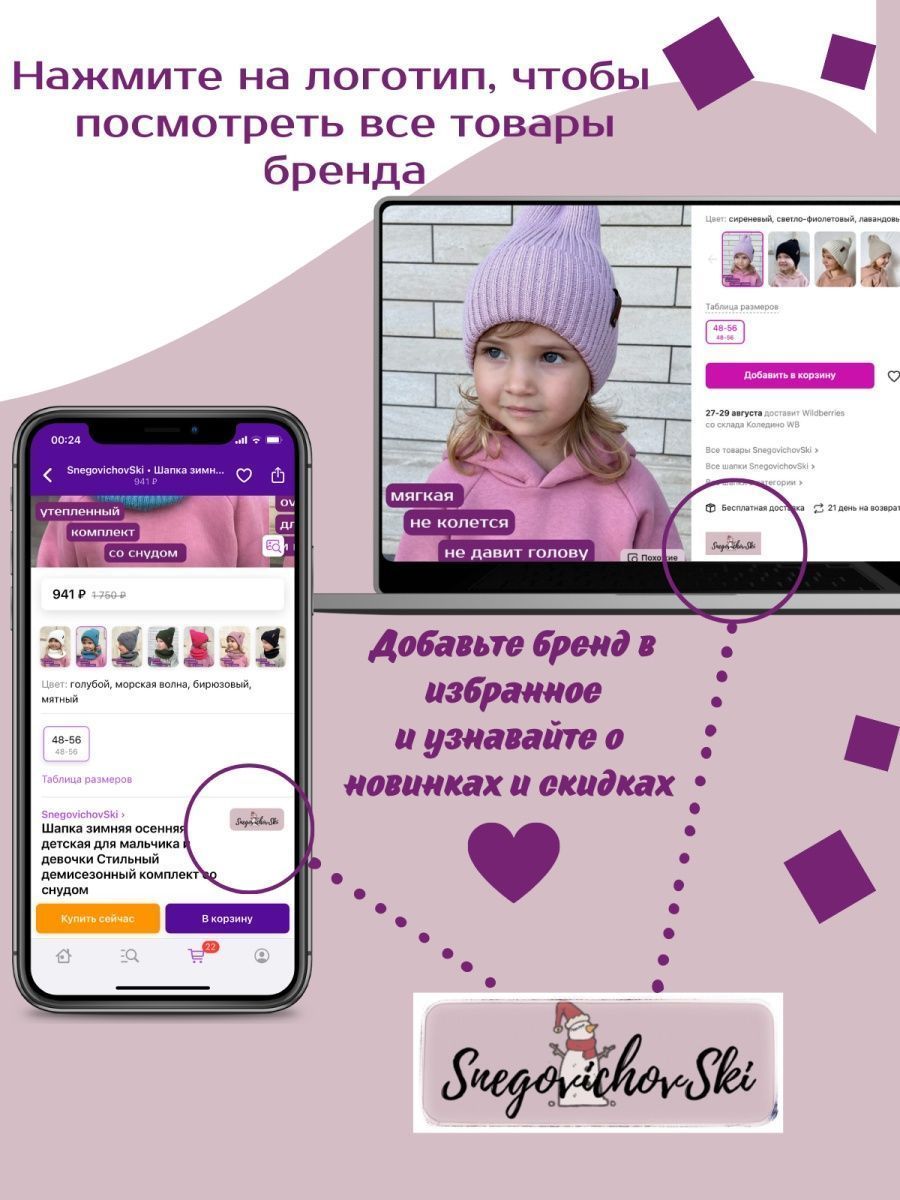 Нажмите на логотип, чтобы
посмотреть все товары
бренда
Цвет: сиреневый, светло-фиолетовый, лавандовь
Таблица размеров
48-56
48-56
Добавить в корзину
27-29 августа доставит Wildberries
со склада Коледино WB
Все товары SnegovichovSki ›
Все шапки SnegovichovSki ›
Все шапки в категории ›
Бесплатная доставка
21 день на возврат
SnegovichovSki
мягкая
не колется
не давит голову
Похожие
00:24
SnegovichovSki • Шапка зимн...
941 ₽
утепленный
комплект
со снудом
941 ₽ 1 750 ₽
Цвет: голубой, морская волна, бирюзовый,
мятный
48-56
48-56
Таблица размеров
SnegovichovSki ›
SnegovichovSki
Шапка зимняя осенняя
детская для мальчика и
девочки Стильный
демисезонный комплект со
снудом
Купить сейчас
В корзину
22
Добавьте бренд в
избранное
и узнавайте о
новинках и скидках
SnegovichovSki